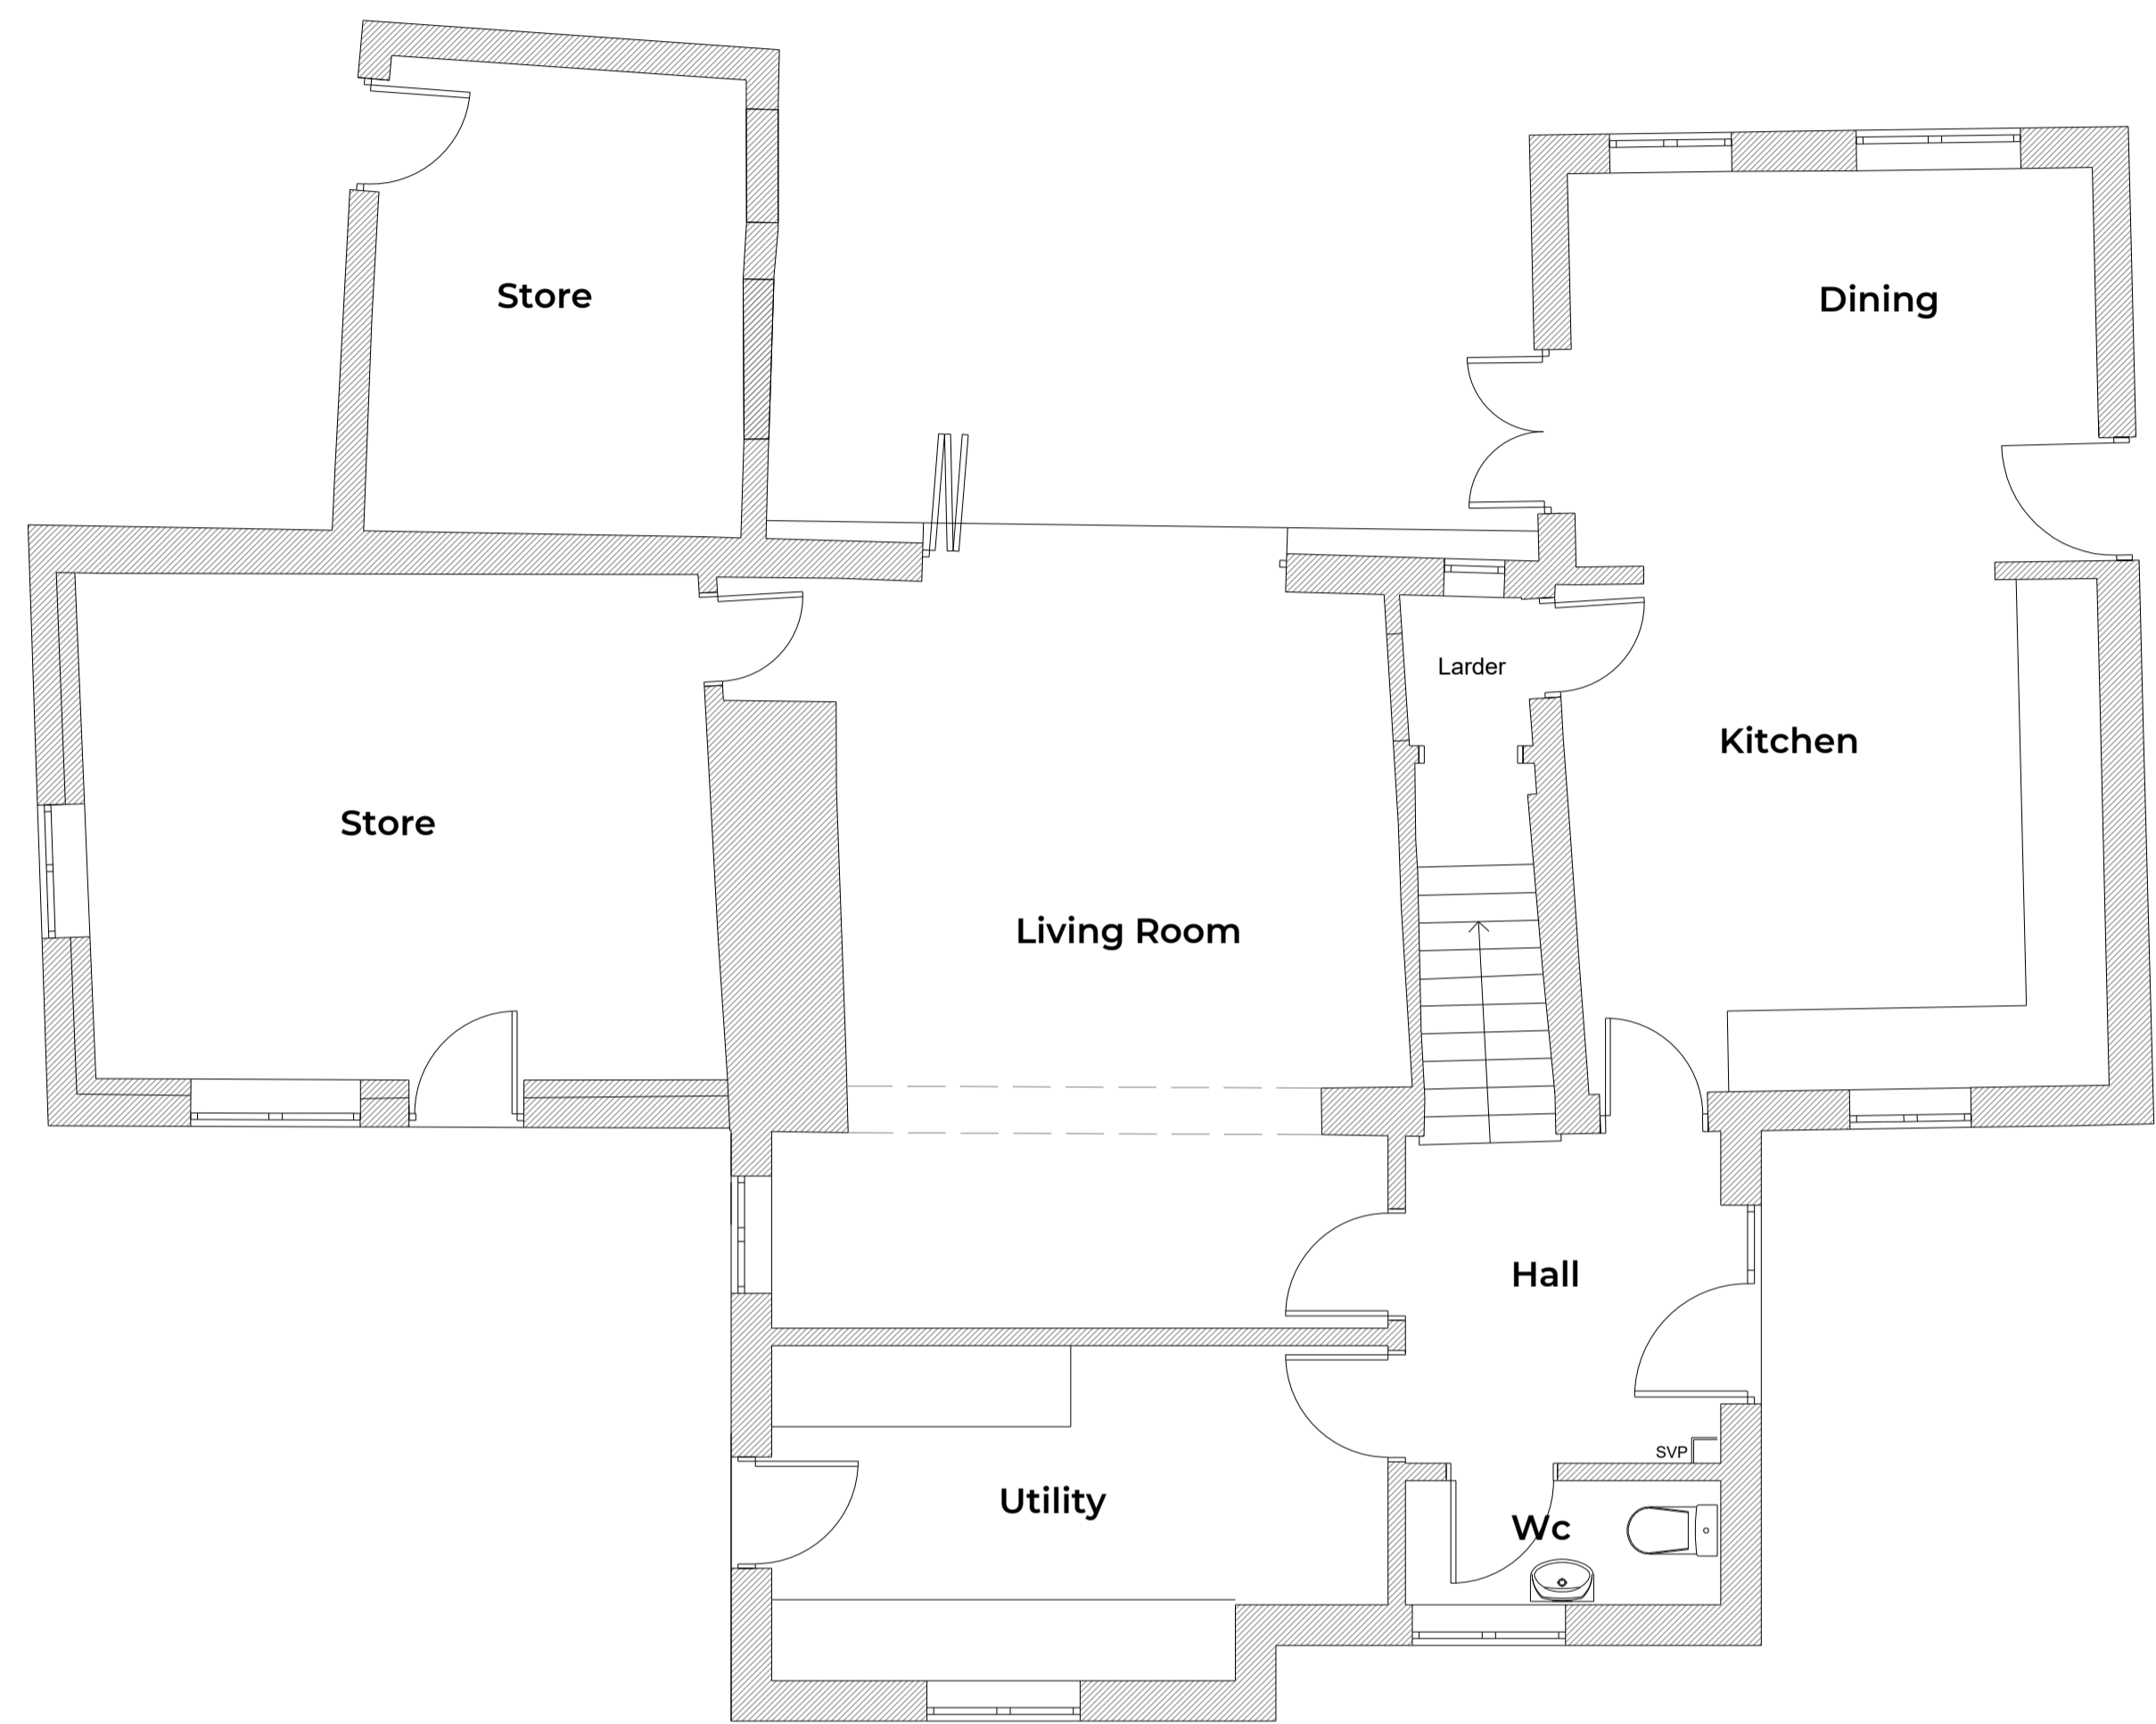 Store
Dining
Larder
Kitchen
Store
Living Room
Hall
SVP
Utility
Wc